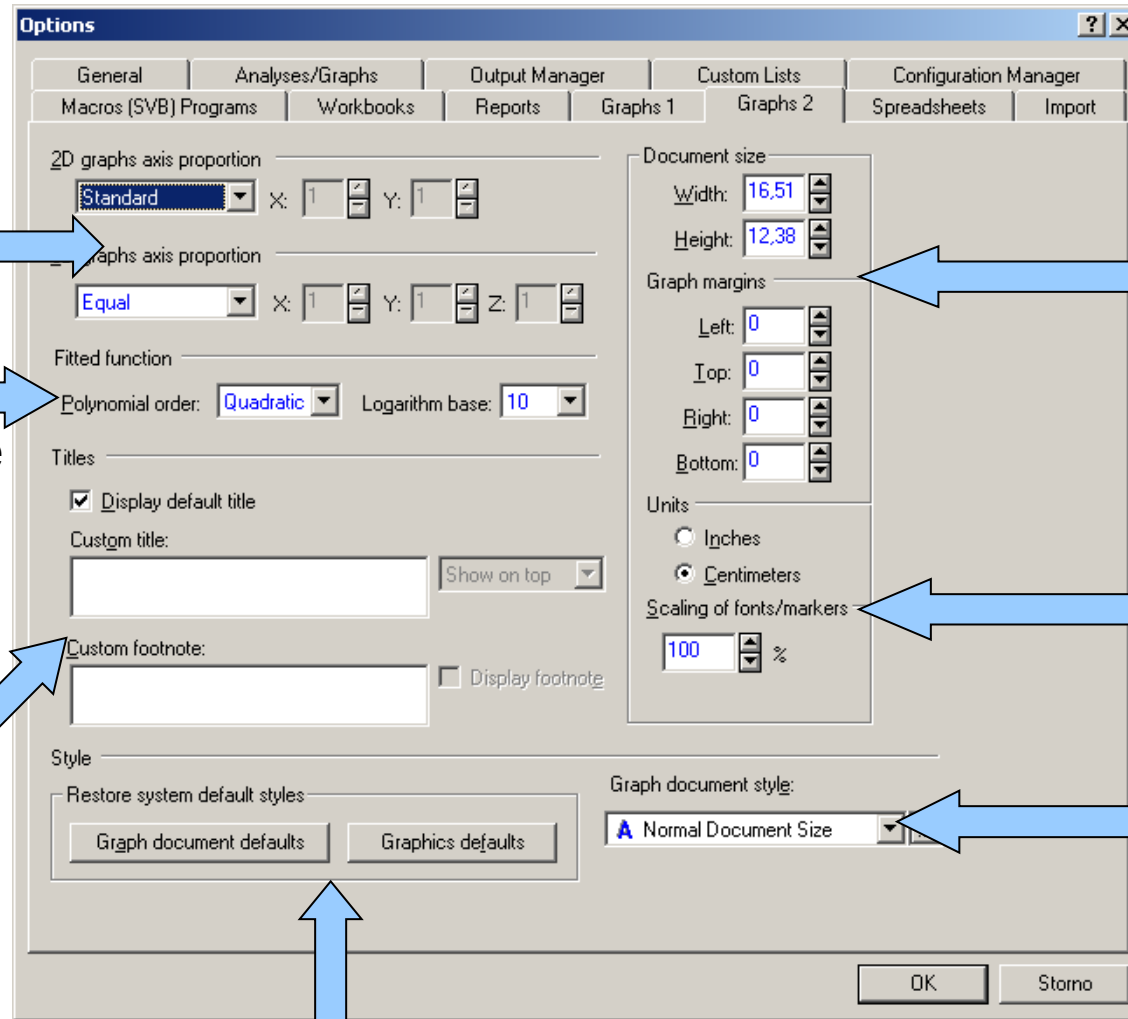 Options
General Analyses/Graphs Output Manager Custom Lists Configuration Manager
Macros (SVB) Programs Workbooks Reports Graphs 1 Graphs 2 Spreadsheets Import
2D graphs axis proportion
Standard X: 1 Y: 1
graphs axis proportion
Equal X: 1 Y: 1 Z: 1
Fitted function
Polynomial order: Quadratic Logarithm base: 10
e
Titles
Display default title
Custom title:
Show on top
Custom footnote:
Display footnote
Document size
Width: 16,51
Height: 12,38
Graph margins
Left: 0
Top: 0
Right: 0
Bottom: 0
Units
Inches
Centimeters
Scaling of fonts/markers
100 %
Style
Restore system default styles
Graph document defaults Graphics defaults
Graph document style:
A Normal Document Size
OK Storno